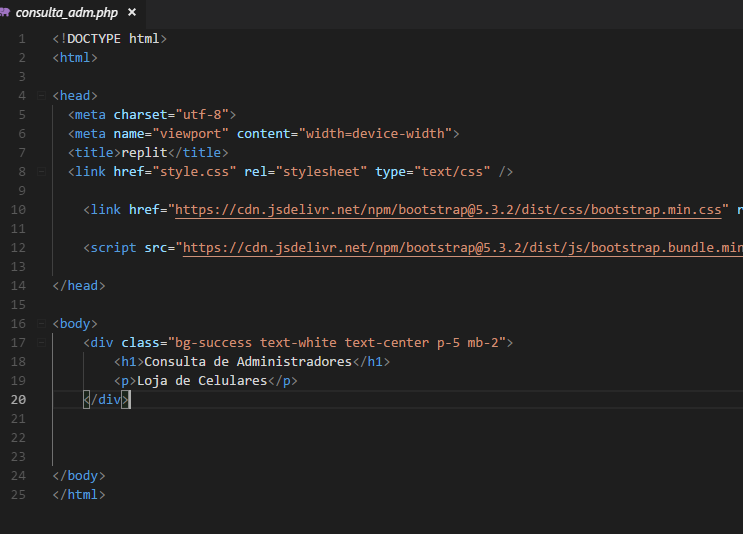 consulta_adm.php ×
1 <!DOCTYPE html>
2 <html>
3
4 <head>
5 <meta charset="utf-8">
6 <meta name="viewport" content="width=device-width">
7 <title>replit</title>
8 <link href="style.css" rel="stylesheet" type="text/css" />
9
10 <link href="https://cdn.jsdelivr.net/npm/bootstrap@5.3.2/dist/css/bootstrap.min.css" r
11
12 <script src="https://cdn.jsdelivr.net/npm/bootstrap@5.3.2/dist/js/bootstrap.bundle.min
13
14 </head>
15
16 <body>
17 <div class="bg-success text-white text-center p-5 mb-2">
18 <h1>Consulta de Administradores</h1>
19 <p>Loja de Celulares</p>
20 </div>
21
22
23
24 </body>
25 </html>